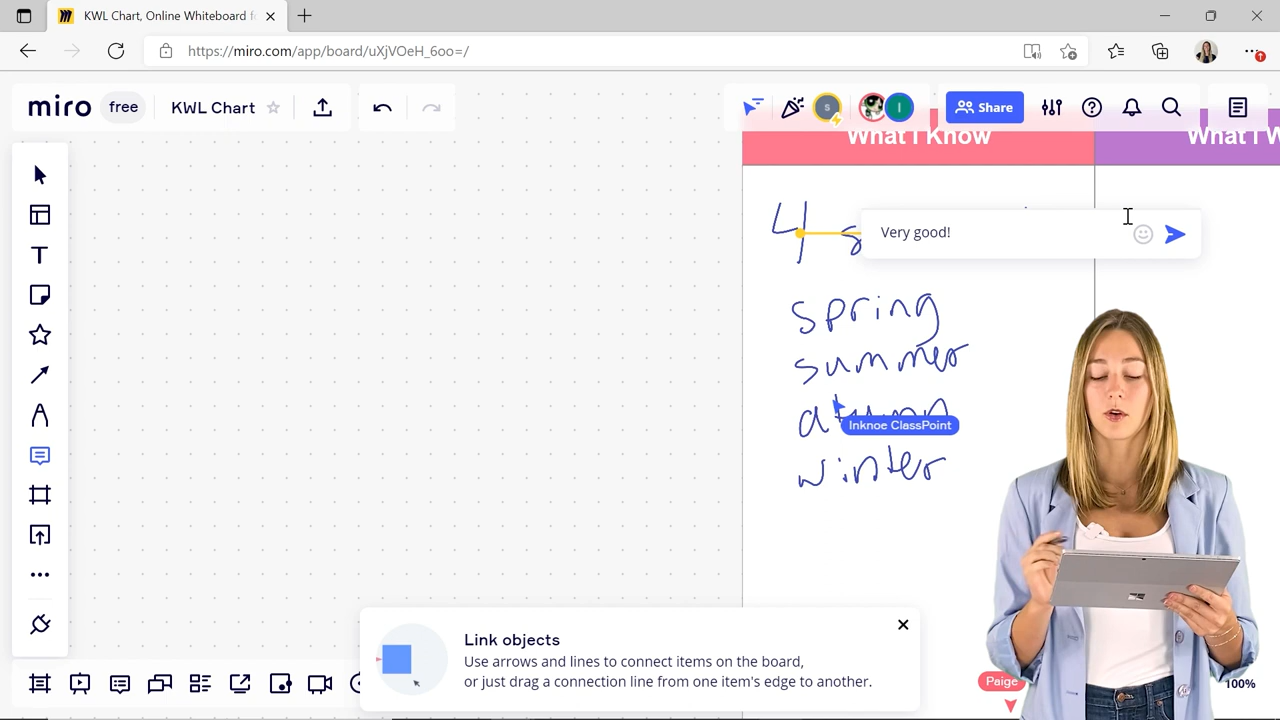 KWL Chart, Online Whiteboard f
https://miro.com/app/board/uXjVOeH_6oo=/
miro free KWL Chart
S
I
Share
What I Know
What I W
4 s
Very good!
spring
summer
Inknoe ClassPoint
winter
Link objects
Use arrows and lines to connect items on the board,
or just drag a connection line from one item's edge to another.
Paige
100%